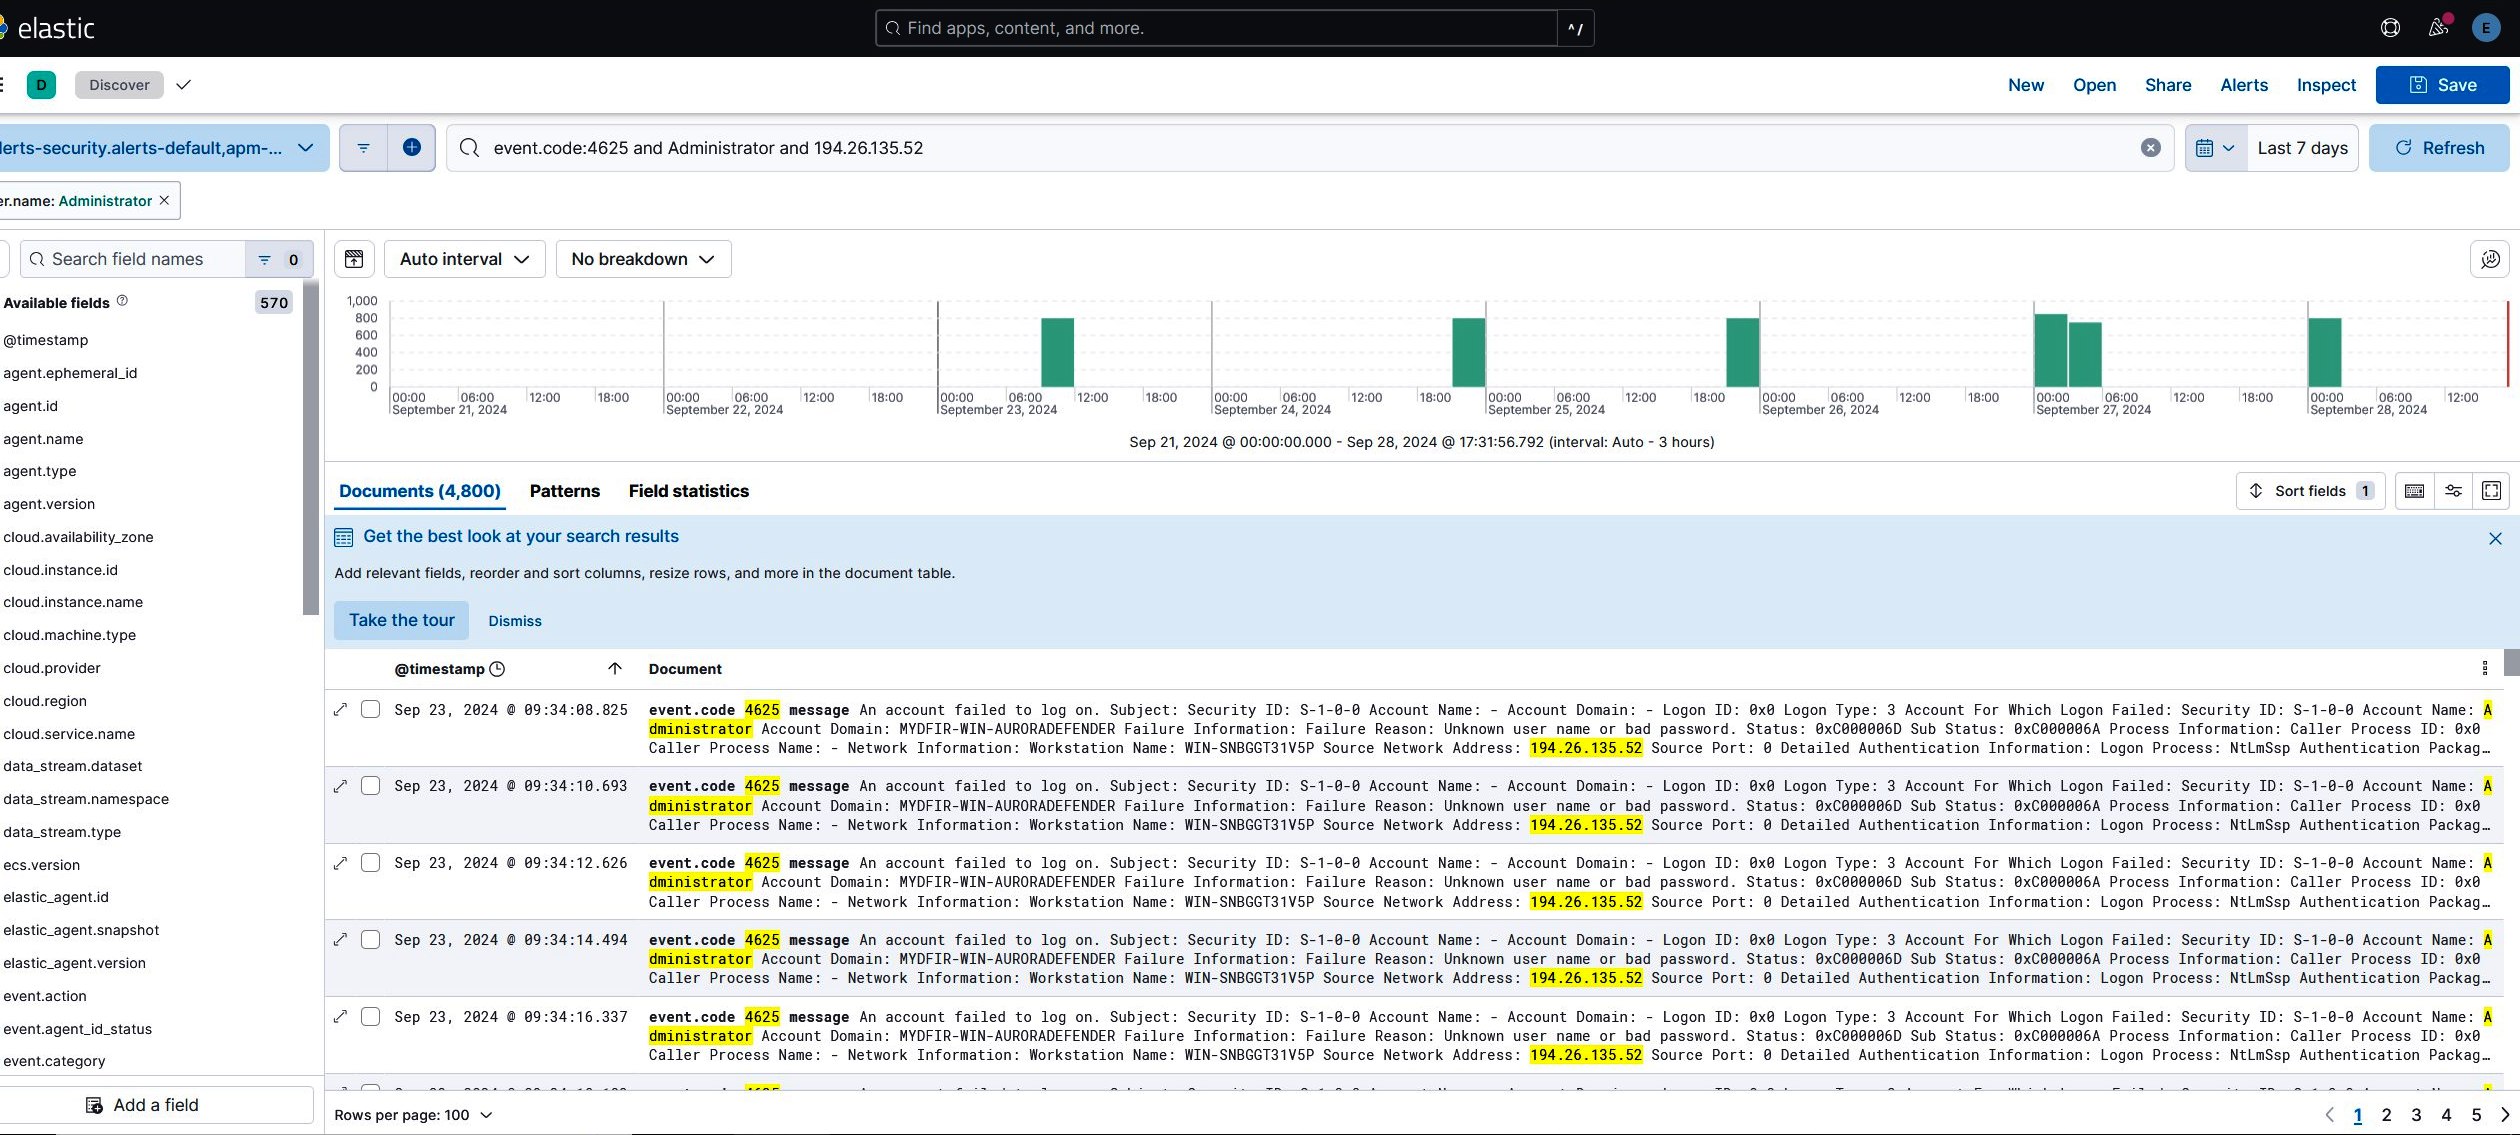 elastic
Find apps, content, and more.
^/
E
D
Discover
New
Open
Share
Alerts
Inspect
Save
lerts-security.alerts-default,apm-...
event.code:4625 and Administrator and 194.26.135.52
Last 7 days
Refresh
er.name: Administrator
Search field names
0
Auto interval
No breakdown
Available fields
570
@timestamp
agent.ephemeral_id
agent.id
agent.name
agent.type
agent.version
cloud.availability_zone
cloud.instance.id
cloud.instance.name
cloud.machine.type
cloud.provider
cloud.region
cloud.service.name
data_stream.dataset
data_stream.namespace
data_stream.type
ecs.version
elastic_agent.id
elastic_agent.snapshot
elastic_agent.version
event.action
event.agent_id_status
event.category
Add a field
1,000
800
600
400
200
0
00:00 06:00 12:00 18:00 00:00 06:00 12:00 18:00 00:00 06:00 12:00 18:00 00:00 06:00 12:00 18:00 00:00 06:00 12:00 18:00 00:00 06:00 12:00 18:00 00:00 06:00 12:00 18:00 00:00 06:00 12:00
September 21, 2024 September 22, 2024 September 23, 2024 September 24, 2024 September 25, 2024 September 26, 2024 September 27, 2024 September 28, 2024
Sep 21, 2024 @ 00:00:00.000 - Sep 28, 2024 @ 17:31:56.792 (interval: Auto - 3 hours)
Documents (4,800)
Patterns
Field statistics
Sort fields 1
Get the best look at your search results
Add relevant fields, reorder and sort columns, resize rows, and more in the document table.
Take the tour
Dismiss
@timestamp
Document
Sep 23, 2024 @ 09:34:08.825
event.code 4625 message An account failed to log on. Subject: Security ID: S-1-0-0 Account Name: - Account Domain: - Logon ID: 0x0 Logon Type: 3 Account For Which Logon Failed: Security ID: S-1-0-0 Account Name: A
dministrator Account Domain: MYDFIR-WIN-AURORADEFENDER Failure Information: Failure Reason: Unknown user name or bad password. Status: 0xC000006D Sub Status: 0xC000006A Process Information: Caller Process ID: 0x0
Caller Process Name: - Network Information: Workstation Name: WIN-SNBGGT31V5P Source Network Address: 194.26.135.52 Source Port: 0 Detailed Authentication Information: Logon Process: NtLmSsp Authentication Packag…
Sep 23, 2024 @ 09:34:10.693
event.code 4625 message An account failed to log on. Subject: Security ID: S-1-0-0 Account Name: - Account Domain: - Logon ID: 0x0 Logon Type: 3 Account For Which Logon Failed: Security ID: S-1-0-0 Account Name: A
dministrator Account Domain: MYDFIR-WIN-AURORADEFENDER Failure Information: Failure Reason: Unknown user name or bad password. Status: 0xC000006D Sub Status: 0xC000006A Process Information: Caller Process ID: 0x0
Caller Process Name: - Network Information: Workstation Name: WIN-SNBGGT31V5P Source Network Address: 194.26.135.52 Source Port: 0 Detailed Authentication Information: Logon Process: NtLmSsp Authentication Packag…
Sep 23, 2024 @ 09:34:12.626
event.code 4625 message An account failed to log on. Subject: Security ID: S-1-0-0 Account Name: - Account Domain: - Logon ID: 0x0 Logon Type: 3 Account For Which Logon Failed: Security ID: S-1-0-0 Account Name: A
dministrator Account Domain: MYDFIR-WIN-AURORADEFENDER Failure Information: Failure Reason: Unknown user name or bad password. Status: 0xC000006D Sub Status: 0xC000006A Process Information: Caller Process ID: 0x0
Caller Process Name: - Network Information: Workstation Name: WIN-SNBGGT31V5P Source Network Address: 194.26.135.52 Source Port: 0 Detailed Authentication Information: Logon Process: NtLmSsp Authentication Packag…
Sep 23, 2024 @ 09:34:14.494
event.code 4625 message An account failed to log on. Subject: Security ID: S-1-0-0 Account Name: - Account Domain: - Logon ID: 0x0 Logon Type: 3 Account For Which Logon Failed: Security ID: S-1-0-0 Account Name: A
dministrator Account Domain: MYDFIR-WIN-AURORADEFENDER Failure Information: Failure Reason: Unknown user name or bad password. Status: 0xC000006D Sub Status: 0xC000006A Process Information: Caller Process ID: 0x0
Caller Process Name: - Network Information: Workstation Name: WIN-SNBGGT31V5P Source Network Address: 194.26.135.52 Source Port: 0 Detailed Authentication Information: Logon Process: NtLmSsp Authentication Packag…
Sep 23, 2024 @ 09:34:16.337
event.code 4625 message An account failed to log on. Subject: Security ID: S-1-0-0 Account Name: - Account Domain: - Logon ID: 0x0 Logon Type: 3 Account For Which Logon Failed: Security ID: S-1-0-0 Account Name: A
dministrator Account Domain: MYDFIR-WIN-AURORADEFENDER Failure Information: Failure Reason: Unknown user name or bad password. Status: 0xC000006D Sub Status: 0xC000006A Process Information: Caller Process ID: 0x0
Caller Process Name: - Network Information: Workstation Name: WIN-SNBGGT31V5P Source Network Address: 194.26.135.52 Source Port: 0 Detailed Authentication Information: Logon Process: NtLmSsp Authentication Packag…
Rows per page: 100
1 2 3 4 5